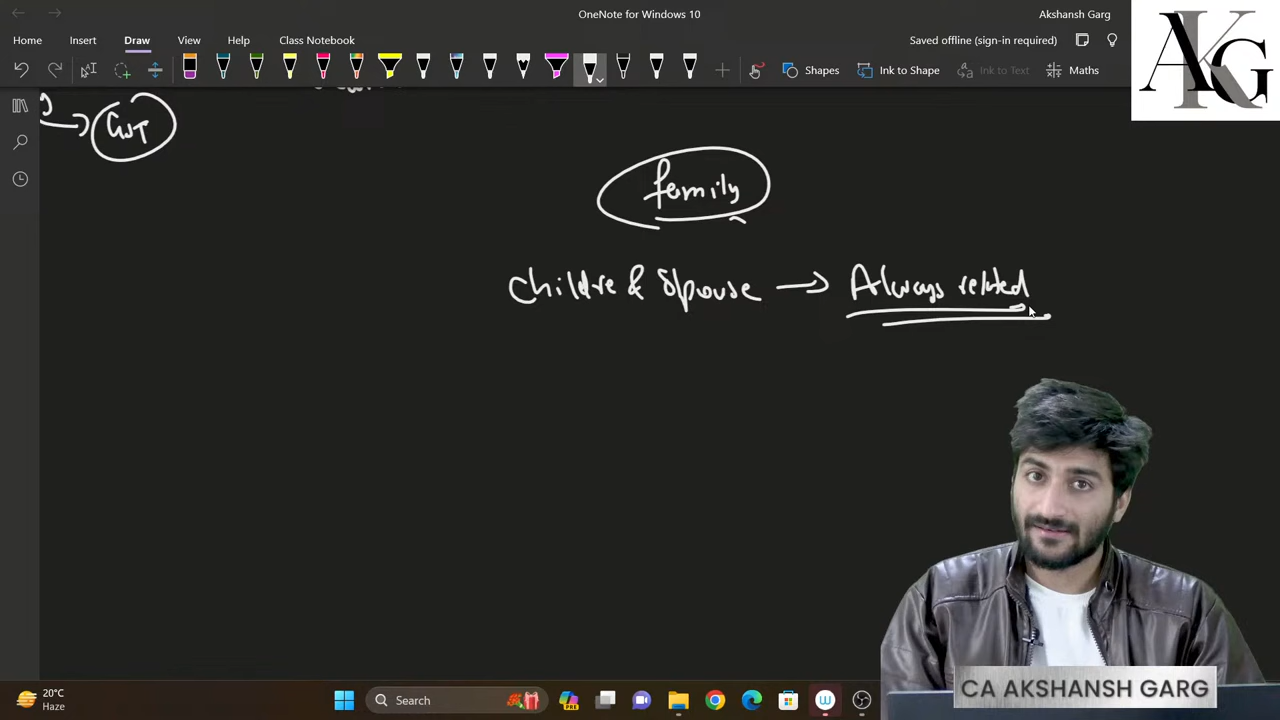 OneNote for Windows 10
Akshansh Garg
Home Insert Draw View Help Class Notebook
Saved offline (sign-in required)
Shapes Ink to Shape Ink to Text Maths
AKG
GST
family
childre & Spouse → Always related
CA AKSHANSH GARG
20°C
Haze
Search
PRE